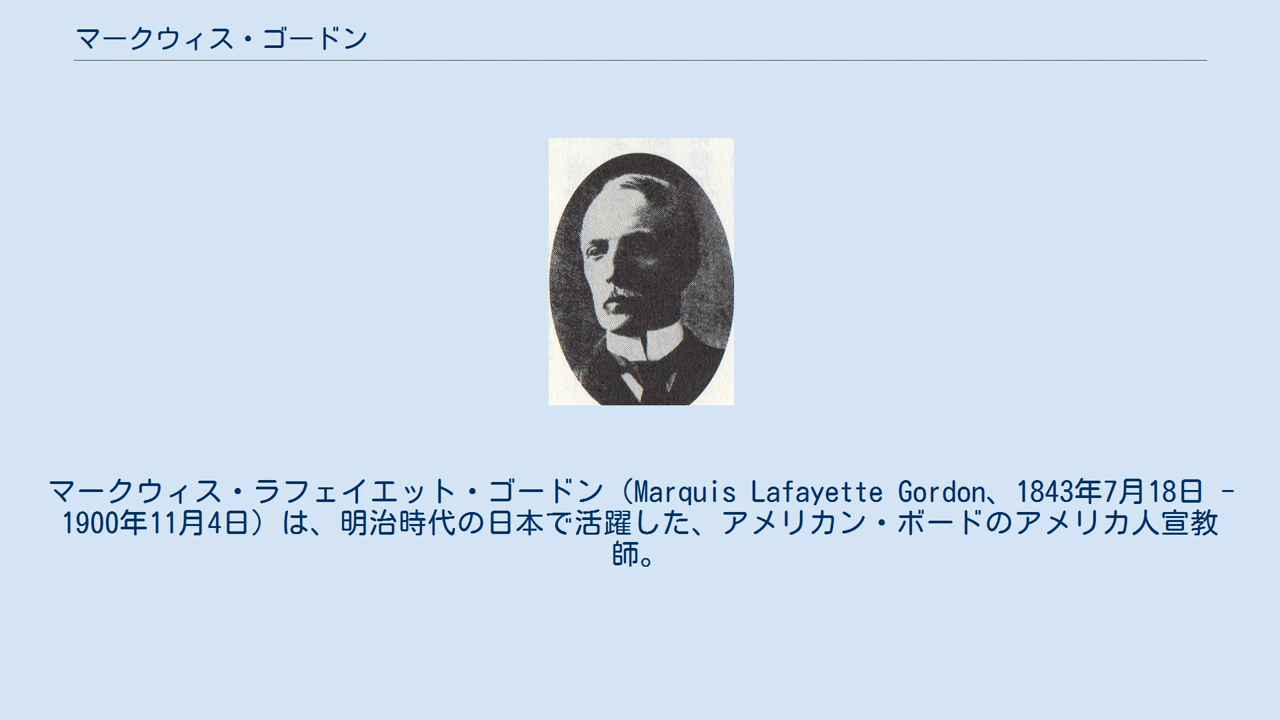 マークウィス・ゴードン
マークウィス・ラフェイエット・ゴードン（Marquis Lafayette Gordon、1843年7月18日 -
1900年11月4日）は、明治時代の日本で活躍した、アメリカン・ボードのアメリカ人宣教
師。